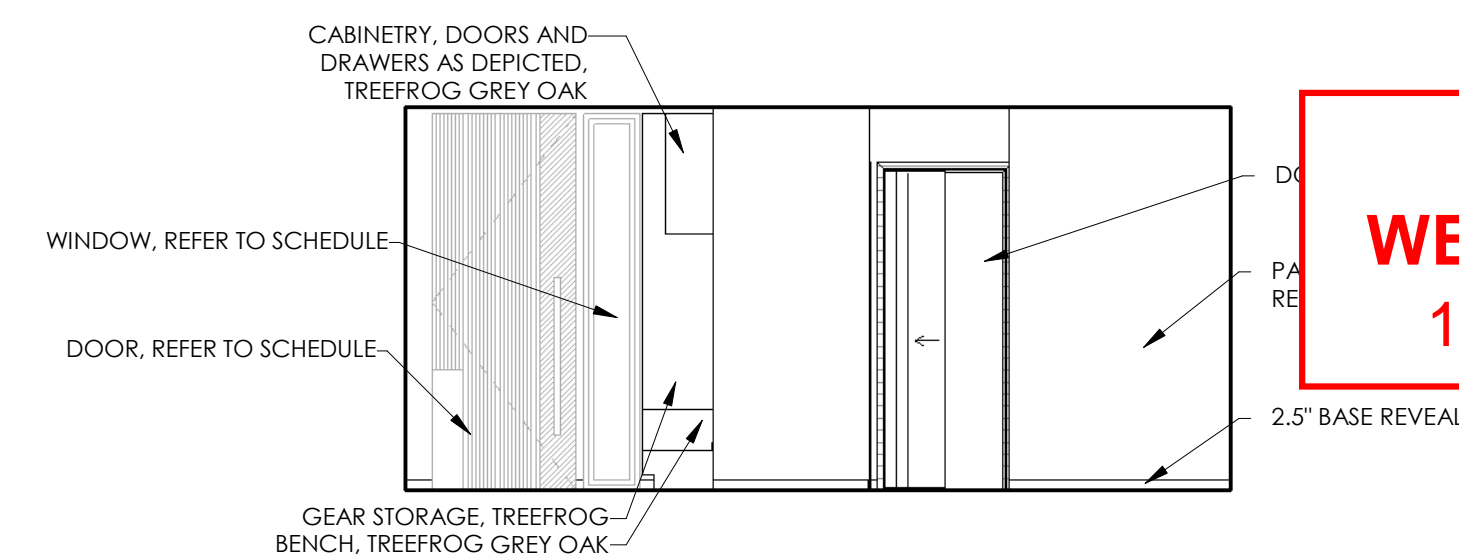 CABINETRY, DOORS AND
DRAWERS AS DEPICTED,
TREEFROG GREY OAK
WINDOW, REFER TO SCHEDULE
DOOR, REFER TO SCHEDULE
GEAR STORAGE, TREEFROG
BENCH, TREEFROG GREY OAK
2.5" BASE REVEAL